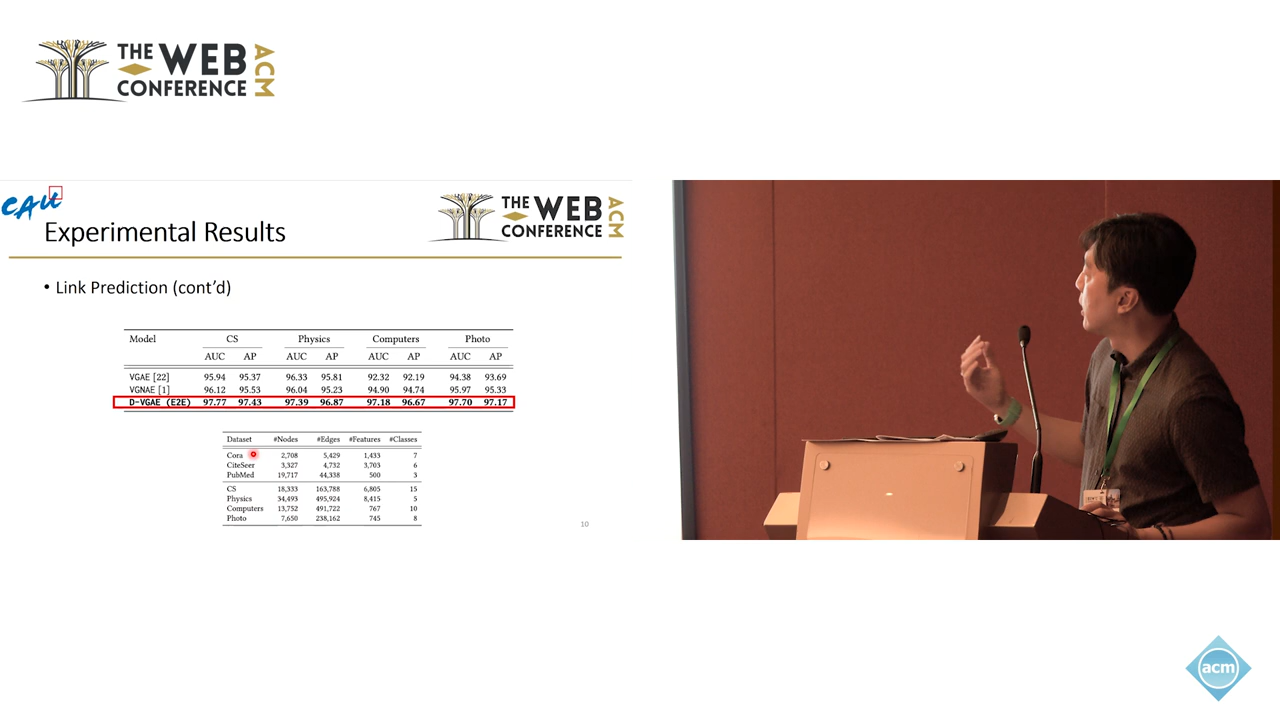 THE WEB CONFERENCE ACM
CAU
THE WEB CONFERENCE ACM
Experimental Results
• Link Prediction (cont'd)
Model CS Physics Computers Photo
AUC AP AUC AP AUC AP AUC AP
VGAE [22] 95.94 95.37 96.33 95.81 92.32 92.19 94.38 93.69
VGNAE [1] 96.12 95.53 96.04 95.23 94.90 94.74 95.97 95.33
D-VGAE (E2E) 97.77 97.43 97.39 96.87 97.18 96.67 97.70 97.17
Dataset #Nodes #Edges #Features #Classes
Cora 2,708 5,429 1,433 7
CiteSeer 3,327 4,732 3,703 6
PubMed 19,717 44,338 500 3
CS 18,333 163,788 6,805 15
Physics 34,493 495,924 8,415 5
Computers 13,752 491,722 767 10
Photo 7,650 238,162 745 8
10
acm